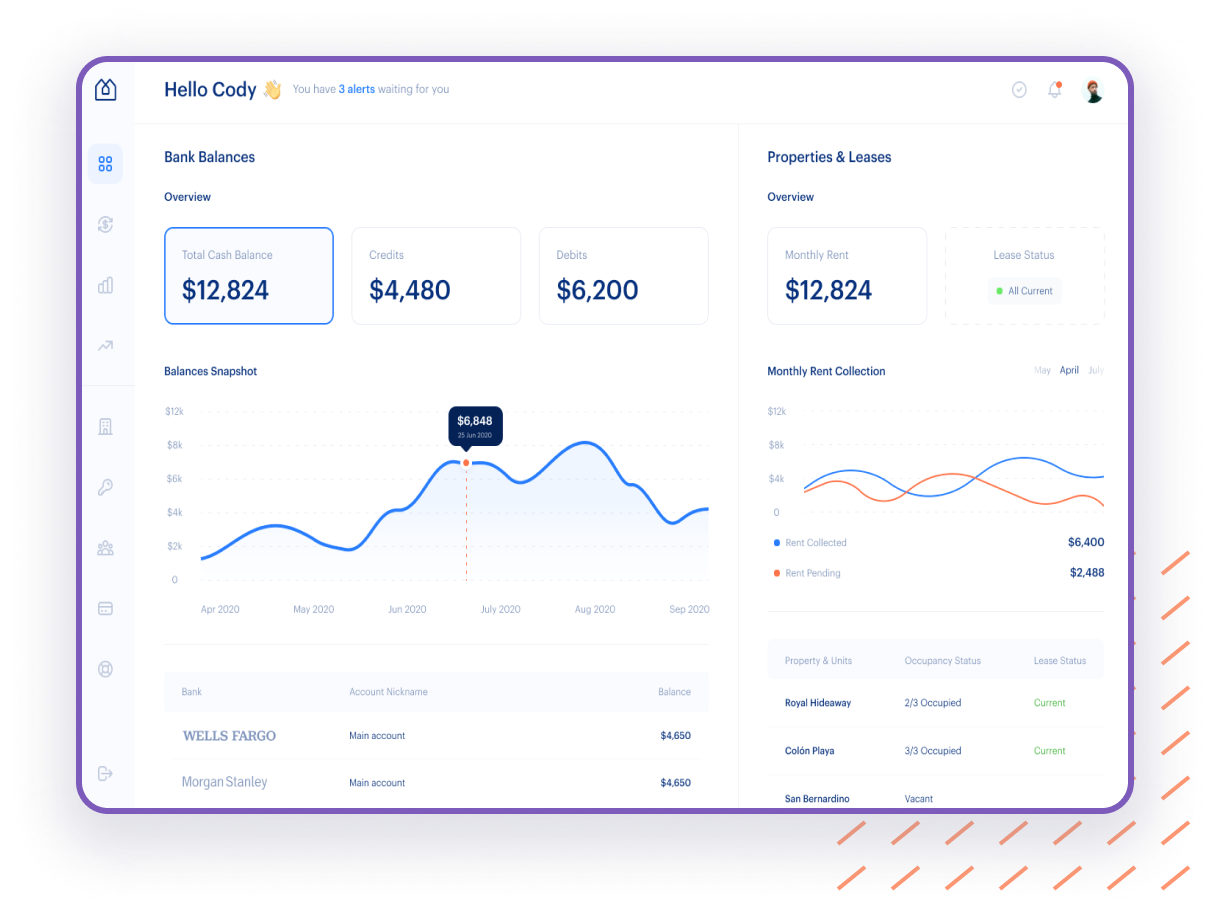 Hello Cody 👋 You have 3 alerts waiting for you
Bank Balances
Overview
Total Cash Balance
$12,824
Credits
$4,480
Debits
$6,200
Balances Snapshot
$12k
$8k
$6k
$4k
$2k
0
$6,848
25 Jun 2020
Apr 2020 May 2020 Jun 2020 July 2020 Aug 2020 Sep 2020
Bank Account Nickname Balance
WELLS FARGO Main account $4,650
Morgan Stanley Main account $4,650
Properties & Leases
Overview
Monthly Rent
$12,824
Lease Status
All Current
Monthly Rent Collection May April July
$12k
$8k
$4k
0
Rent Collected $6,400
Rent Pending $2,488
Property & Units Occupancy Status Lease Status
Royal Hideaway 2/3 Occupied Current
Colón Playa 3/3 Occupied Current
San Bernardino Vacant